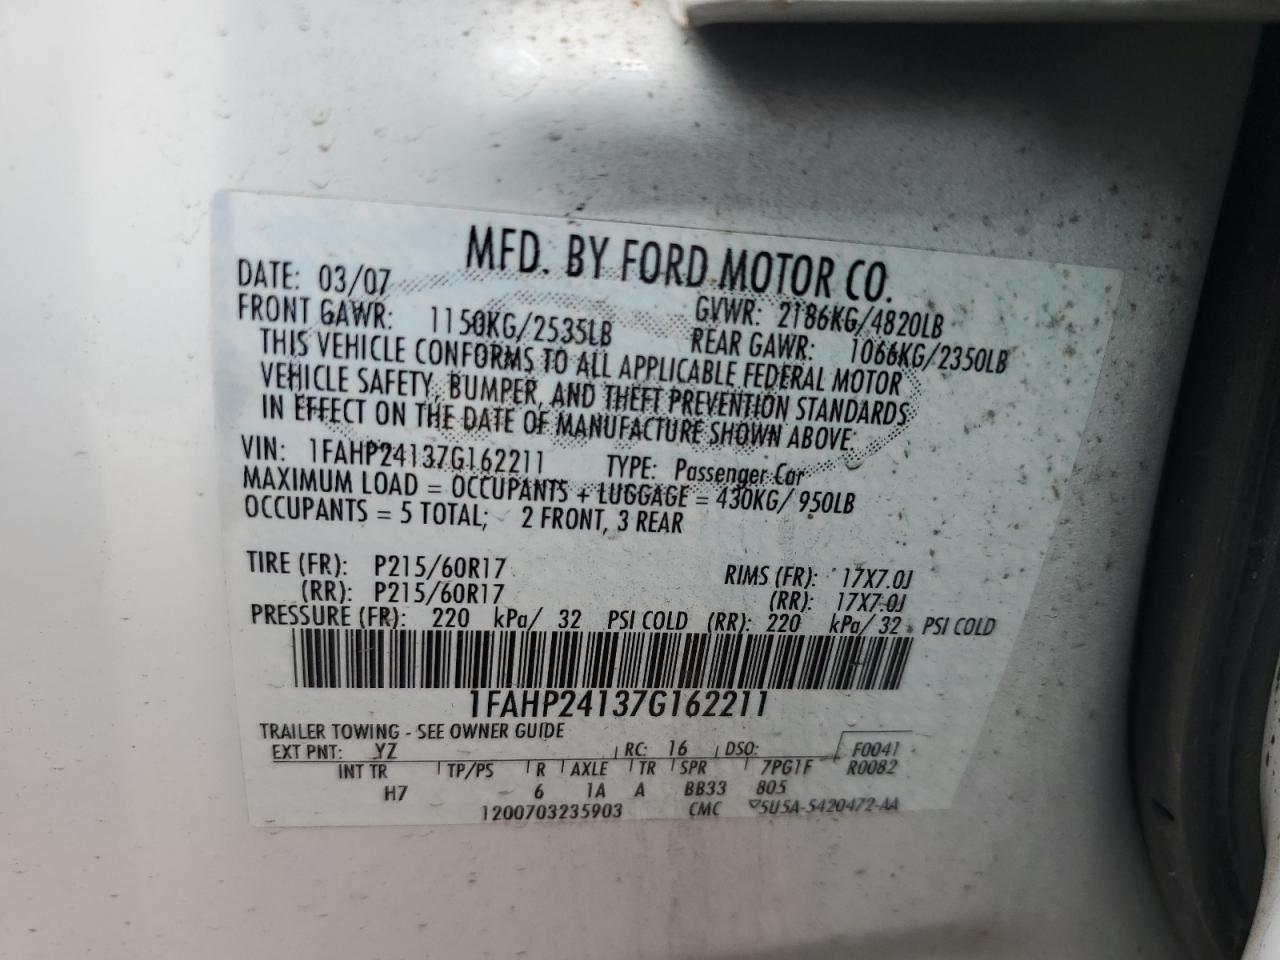 MFD. BY FORD MOTOR CO.
DATE: 03/07 GVWR: 2186KG/4820LB
FRONT GAWR: 1150KG/2535LB REAR GAWR: 1066KG/2350LB
THIS VEHICLE CONFORMS TO ALL APPLICABLE FEDERAL MOTOR
VEHICLE SAFETY, BUMPER, AND THEFT PREVENTION STANDARDS
IN EFFECT ON THE DATE OF MANUFACTURE SHOWN ABOVE.
VIN: 1FAHP24137G162211 TYPE: Passenger Car
MAXIMUM LOAD = OCCUPANTS + LUGGAGE = 430KG/ 950LB
OCCUPANTS = 5 TOTAL; 2 FRONT, 3 REAR
TIRE (FR): P215/60R17 RIMS (FR): 17X7.0J
(RR): P215/60R17 (RR): 17X7.0J
PRESSURE (FR): 220 kPa/ 32 PSI COLD (RR): 220 kPa/ 32 PSI COLD
1FAHP24137G162211
TRAILER TOWING - SEE OWNER GUIDE
EXT PNT: YZ RC: 16 DSO: F0041
INT TR TP/PS R AXLE TR SPR 7PG1F R0082
H7 6 1A A BB33 805
1200703235903 CMC 5U5A-5420472-AA